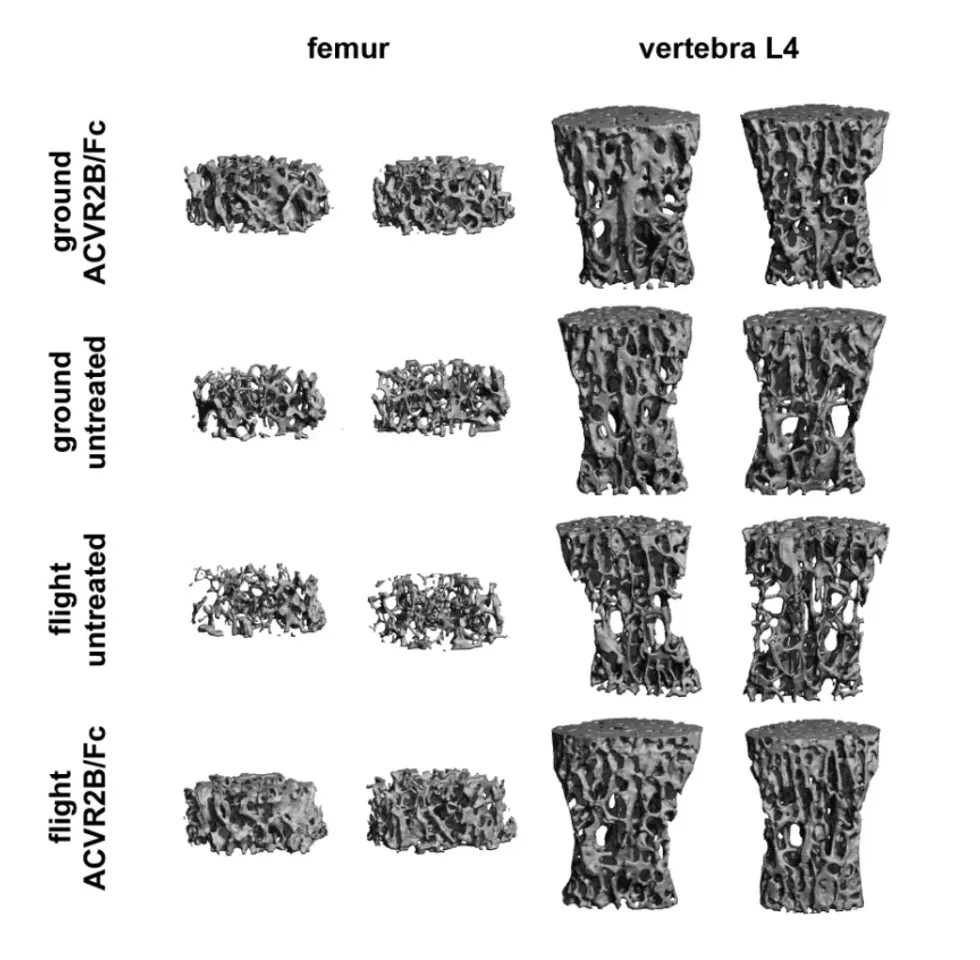 femur
vertebra L4
ground
ACVR2B/Fc
ground
untreated
flight
untreated
flight
ACVR2B/Fc